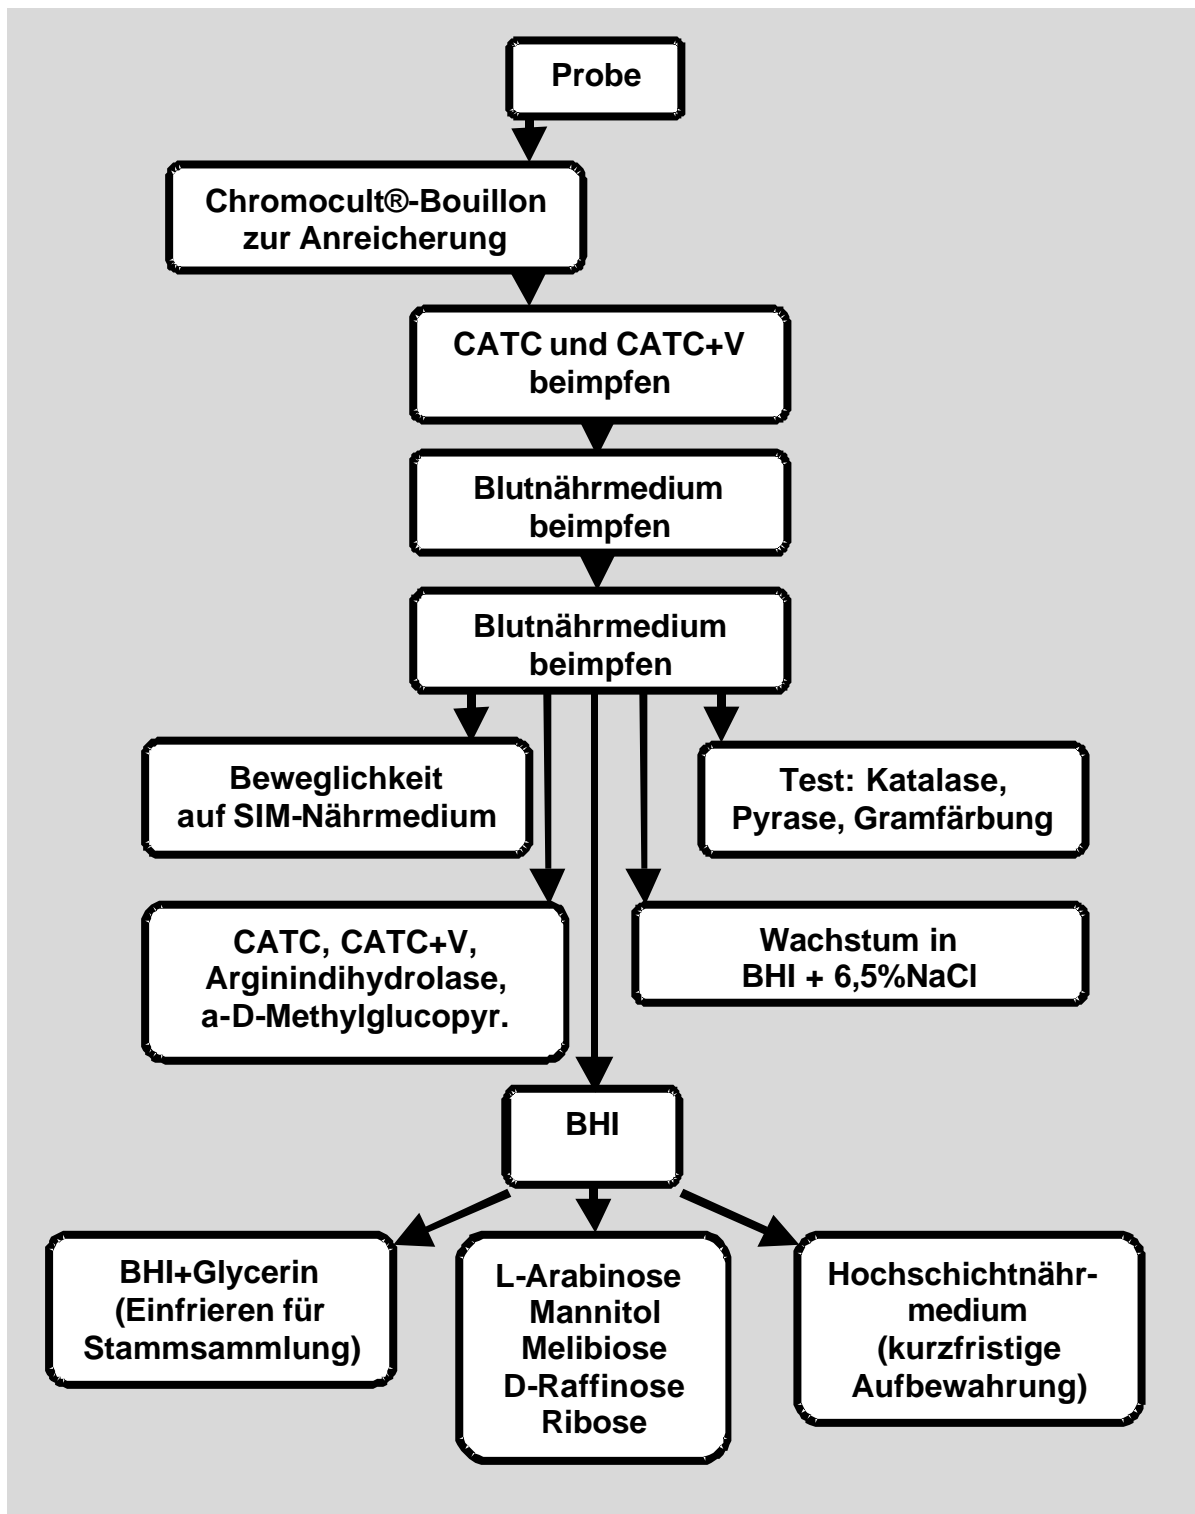 Probe
Chromocult®-Bouillon
zur Anreicherung
CATC und CATC+V
beimpfen
Blutnährmedium
beimpfen
Blutnährmedium
beimpfen
Beweglichkeit
auf SIM-Nährmedium
Test: Katalase,
Pyrase, Gramfärbung
CATC, CATC+V,
Arginindihydrolase,
a-D-Methylglucopyr.
Wachstum in
BHI + 6,5%NaCl
BHI
BHI+Glycerin
(Einfrieren für
Stammsammlung)
L-Arabinose
Mannitol
Melibiose
D-Raffinose
Ribose
Hochschichtnähr-
medium
(kurzfristige
Aufbewahrung)